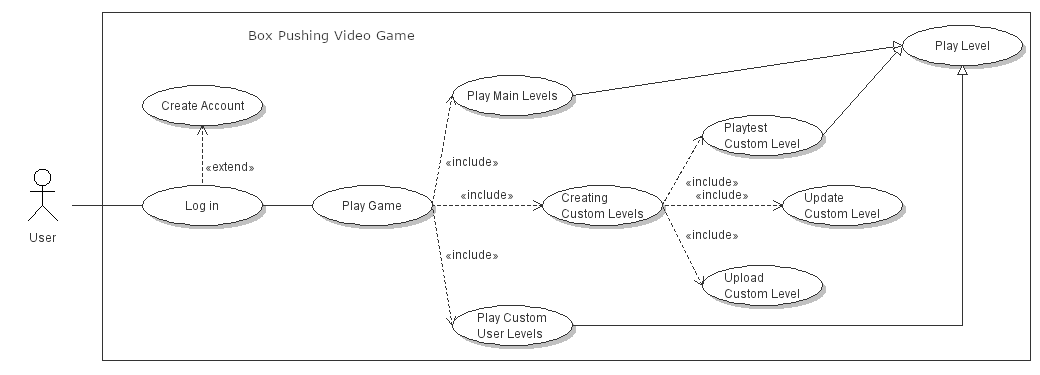 Box Pushing Video Game
Play Level
Play Main Levels
Create Account
Playtest
Custom Level
«include»
«extend»
«include»
«include»
«include»
User
Log in
Play Game
Creating
Custom Levels
Update
Custom Level
«include»
«include»
Upload
Custom Level
Play Custom
User Levels